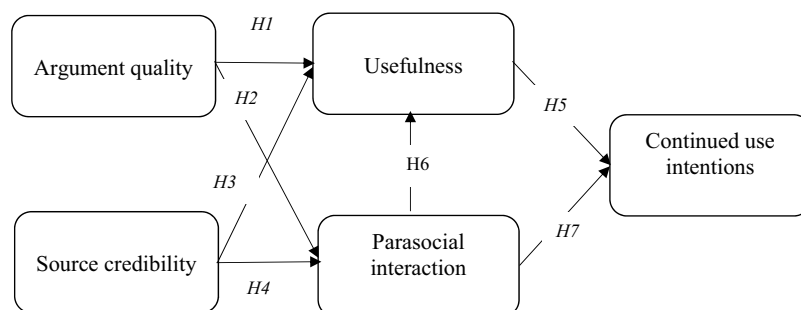 H1
Argument quality
Usefulness
H2
H5
Continued use
intentions
H3
H6
Source credibility
Parasocial
interaction
H7
H4